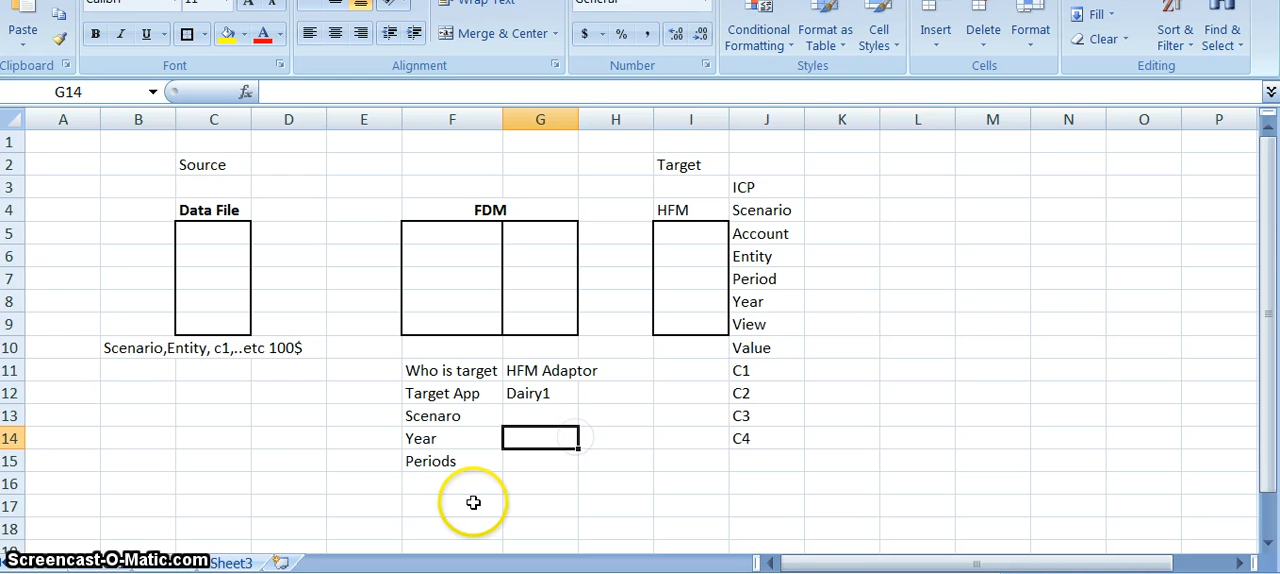 Calibri 11 A A Wrap Text General
Paste B I U A Merge & Center $ % , Conditional Formatting Format as Table Cell Styles Insert Delete Format Fill Clear Sort & Filter Find & Select
Clipboard Font Alignment Number Styles Cells Editing
G14 fx
A B C D E F G H I J K L M N O P
1
2 Source Target
3 ICP
4 Data File FDM HFM Scenario
5 Account
6 Entity
7 Period
8 Year
9 View
10 Scenario,Entity, c1,..etc 100$ Value
11 Who is target HFM Adaptor C1
12 Target App Dairy1 C2
13 Scenaro C3
14 Year C4
15 Periods
16
17
18
Screencast-O-Matic.com Sheet3